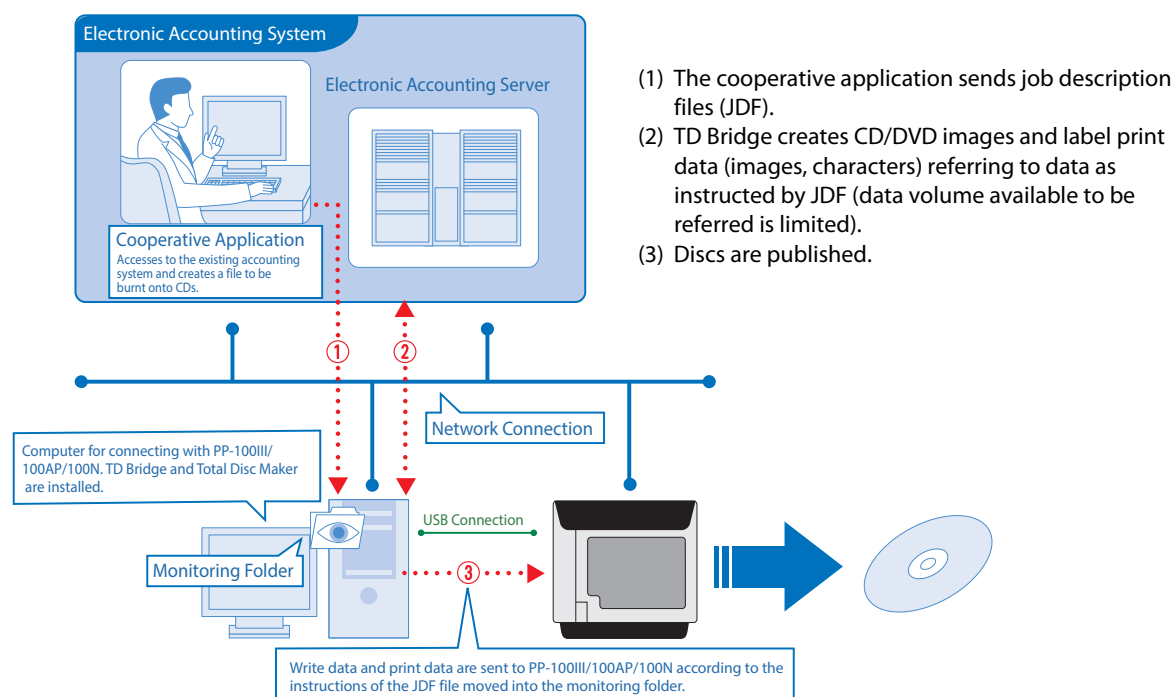 Electronic Accounting System
Electronic Accounting Server
Cooperative Application
Accesses to the existing accounting
system and creates a file to be
burnt onto CDs.
(1) The cooperative application sends job description
files (JDF).
(2) TD Bridge creates CD/DVD images and label print
data (images, characters) referring to data as
instructed by JDF (data volume available to be
referred is limited).
(3) Discs are published.
①
②
Network Connection
Computer for connecting with PP-100III/
100AP/100N. TD Bridge and Total Disc Maker
are installed.
USB Connection
Monitoring Folder
③
Write data and print data are sent to PP-100III/100AP/100N according to the
instructions of the JDF file moved into the monitoring folder.